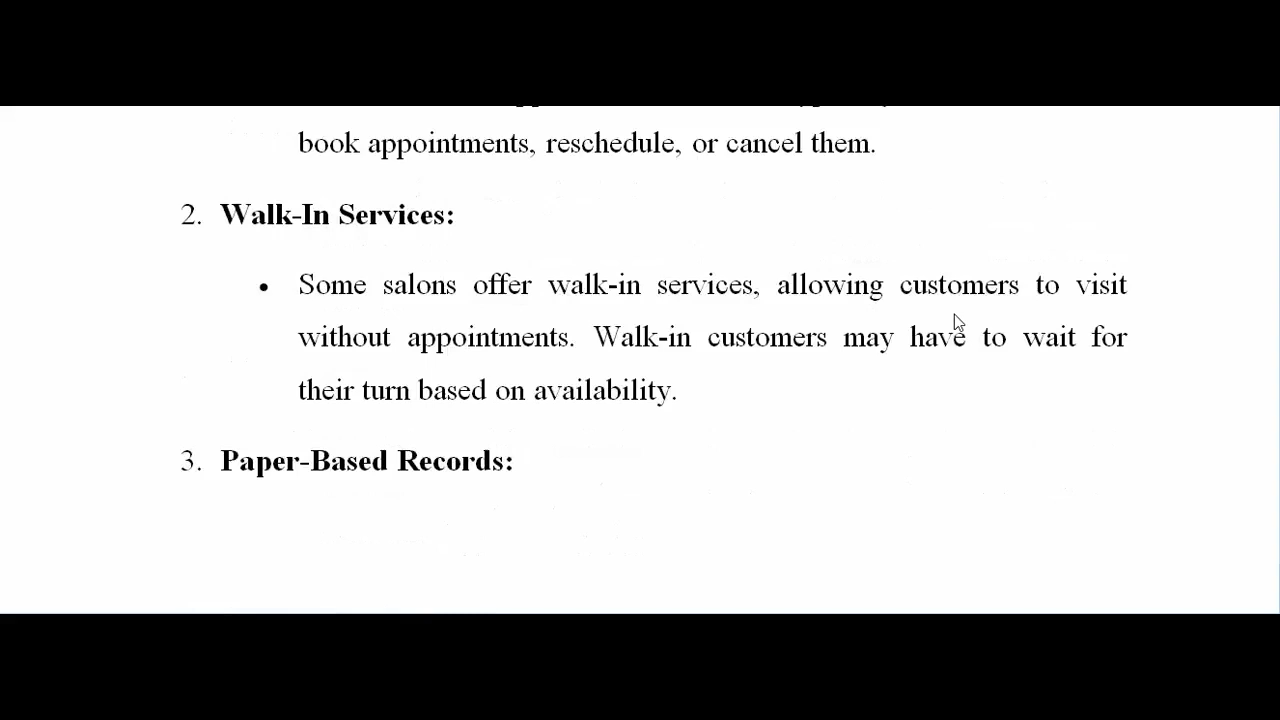 book appointments, reschedule, or cancel them.
2. Walk-In Services:
• Some salons offer walk-in services, allowing customers to visit
without appointments. Walk-in customers may have to wait for
their turn based on availability.
3. Paper-Based Records: